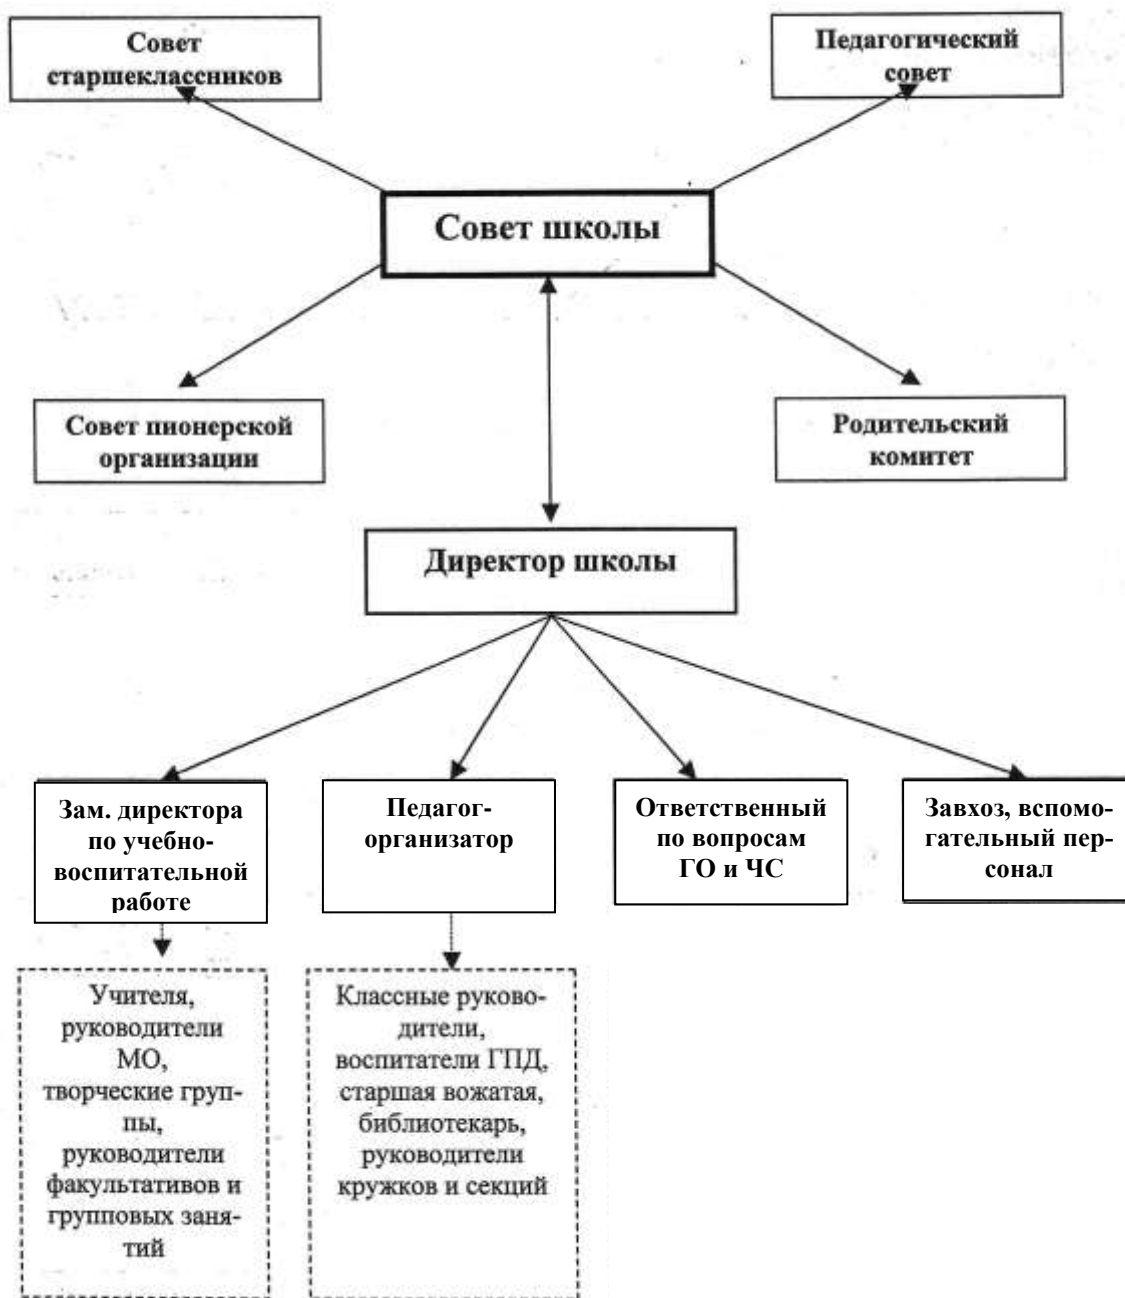 Совет
старшеклассников
Педагогический
совет
Совет школы
Совет пионерской
организации
Родительский
комитет
Директор школы
Зам. директора
по учебно-
воспитательной
работе
Педагог-
организатор
Ответственный
по вопросам
ГО и ЧС
Завхоз, вспомо-
гательный пер-
сонал
Учителя,
руководители
МО,
творческие груп-
пы,
руководители
факультативов и
групповых заня-
тий
Классные руково-
дители,
воспитатели ГПД,
старшая вожатая,
библиотекарь,
руководители
кружков и секций